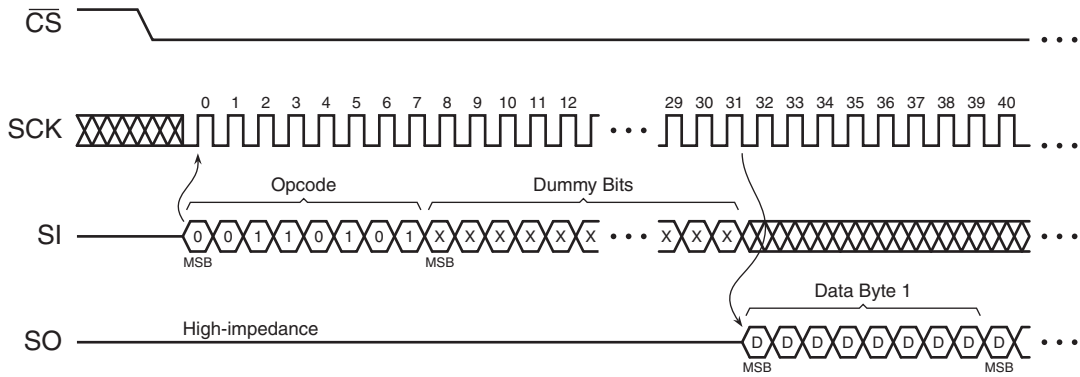 CS • • •
0 1 2 3 4 5 6 7 8 9 10 11 12 29 30 31 32 33 34 35 36 37 38 39 40
SCK • • • • • •
Opcode Dummy Bits
SI 0 0 1 1 0 1 0 1 X X X X X X • • • X X X • • •
MSB MSB
Data Byte 1
High-impedance
SO D D D D D D D D D • • •
MSB MSB